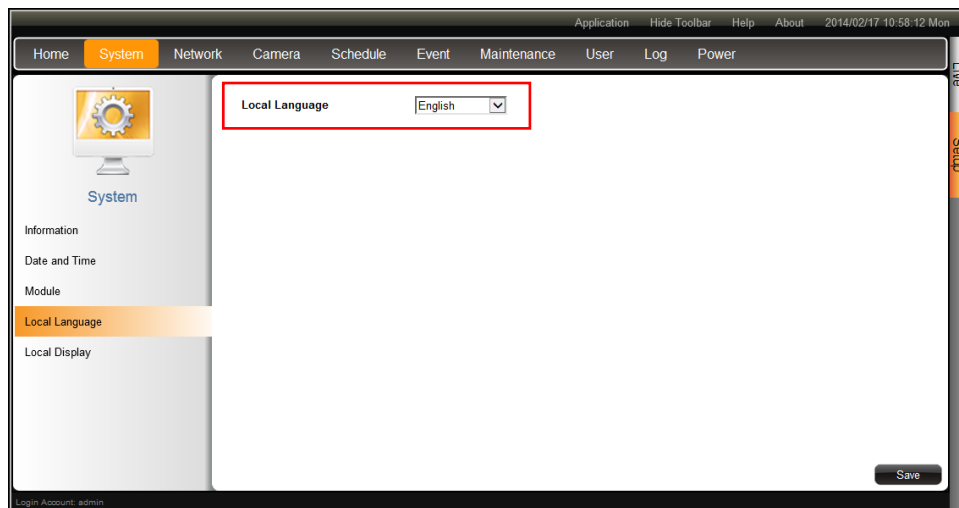 Application Hide Toolbar Help About 2014/02/17 10:58:12 Mon
Home System Network Camera Schedule Event Maintenance User Log Power
Live
Setup
Local Language English
System
Information
Date and Time
Module
Local Language
Local Display
Save
Login Account: admin